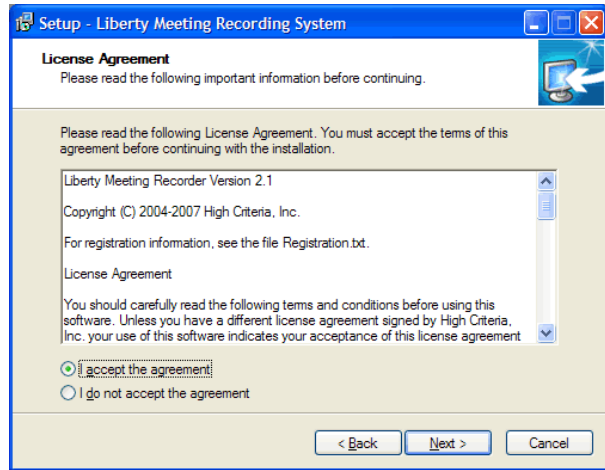 Setup - Liberty Meeting Recording System
License Agreement
Please read the following important information before continuing.
Please read the following License Agreement. You must accept the terms of this
agreement before continuing with the installation.
Liberty Meeting Recorder Version 2.1
Copyright (C) 2004-2007 High Criteria, Inc.
For registration information, see the file Registration.txt.
License Agreement
You should carefully read the following terms and conditions before using this
software. Unless you have a different license agreement signed by High Criteria,
Inc. your use of this software indicates your acceptance of this license agreement
I accept the agreement
I do not accept the agreement
< Back Next > Cancel